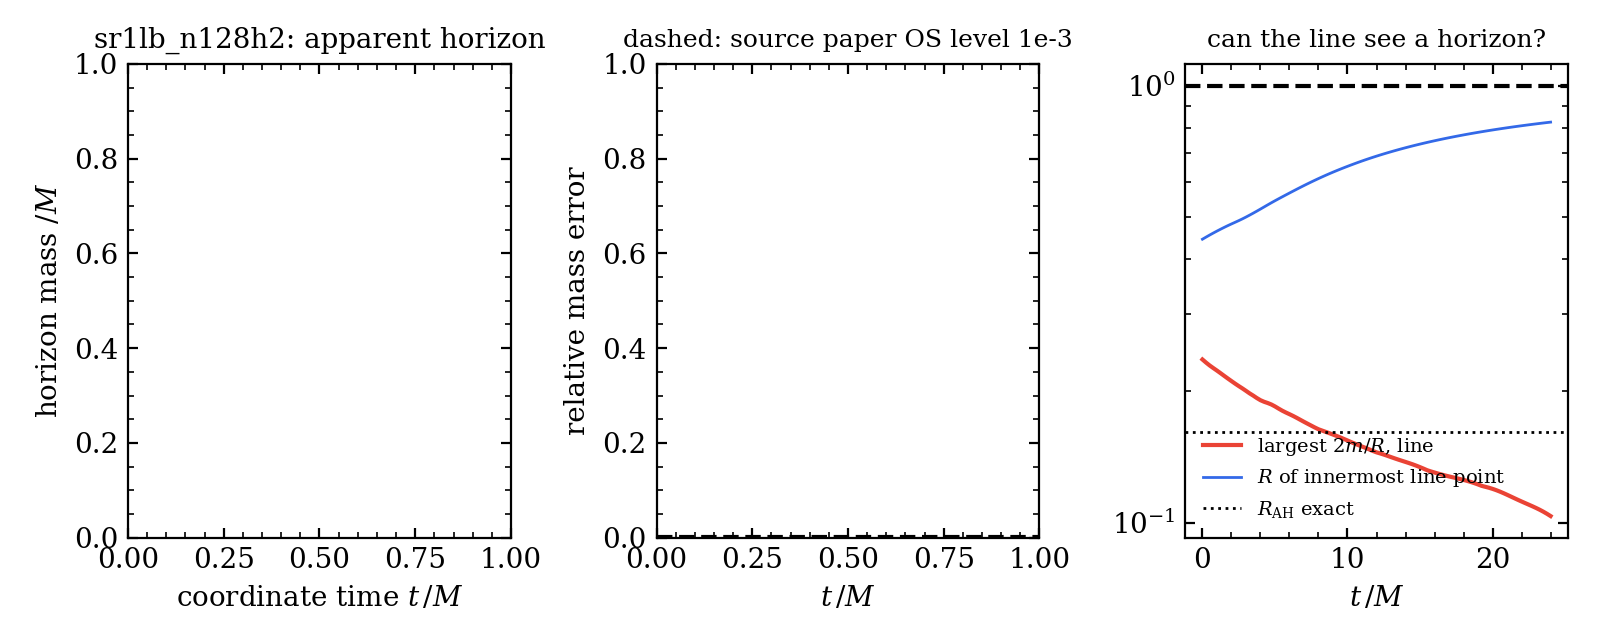 sr1lb_n128h2: apparent horizon
horizon mass /M
1.0
0.8
0.6
0.4
0.2
0.0
0.00 0.25 0.50 0.75 1.00
coordinate time t/M
dashed: source paper OS level 1e-3
relative mass error
1.0
0.8
0.6
0.4
0.2
0.0
0.00 0.25 0.50 0.75 1.00
t/M
can the line see a horizon?
10⁰
10⁻¹
largest 2m/R, line
R of innermost line point
R_AH exact
0 10 20
t/M